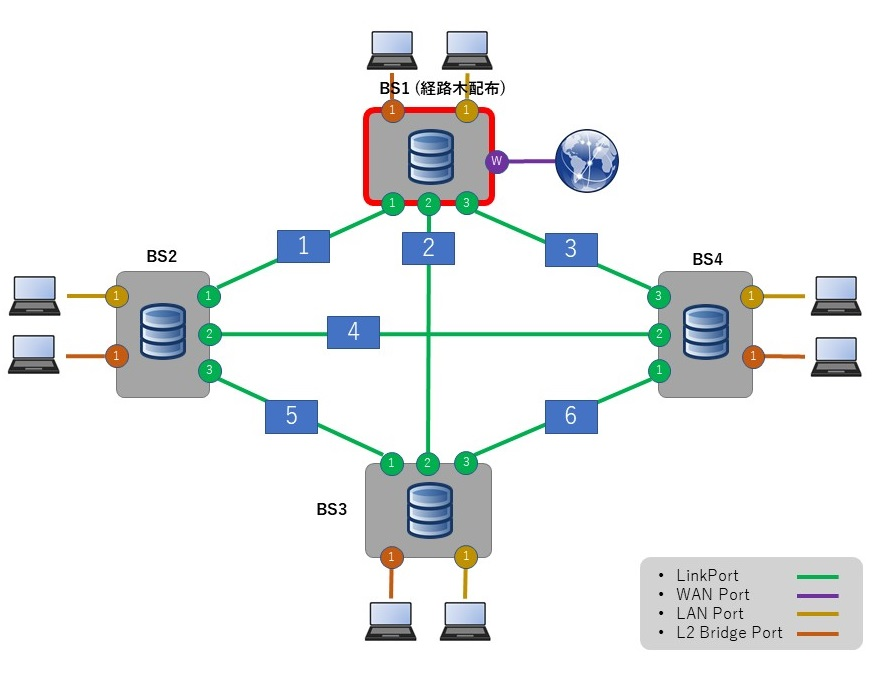 BS1 (経路木配布)
1
1
W
1
2
3
1
2
3
BS2
BS4
1
1
3
1
2
4
2
1
1
3
1
5
6
1
2
3
BS3
1
1
• LinkPort
• WAN Port
• LAN Port
• L2 Bridge Port